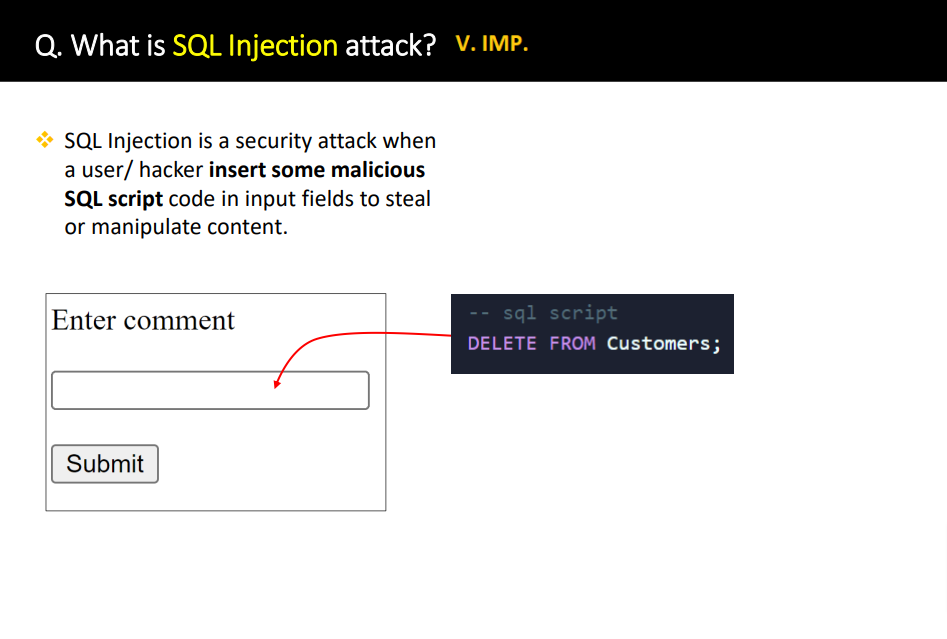 Q. What is SQL Injection attack? V. IMP.
SQL Injection is a security attack when
a user/ hacker insert some malicious
SQL script code in input fields to steal
or manipulate content.
Enter comment
-- sql script
DELETE FROM Customers;
Submit